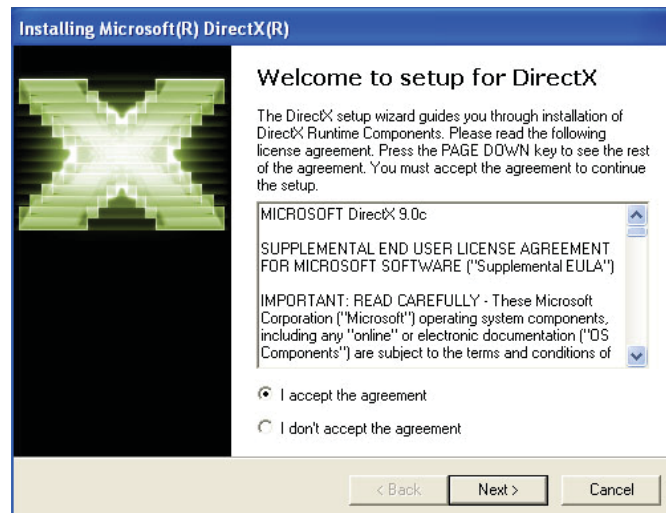 Installing Microsoft(R) DirectX(R)
Welcome to setup for DirectX
The DirectX setup wizard guides you through installation of
DirectX Runtime Components. Please read the following
license agreement. Press the PAGE DOWN key to see the rest
of the agreement. You must accept the agreement to continue
the setup.
MICROSOFT DirectX 9.0c
SUPPLEMENTAL END USER LICENSE AGREEMENT
FOR MICROSOFT SOFTWARE ("Supplemental EULA")
IMPORTANT: READ CAREFULLY - These Microsoft
Corporation ("Microsoft") operating system components,
including any "online" or electronic documentation ("OS
Components") are subject to the terms and conditions of
I accept the agreement
I don't accept the agreement
< Back Next > Cancel